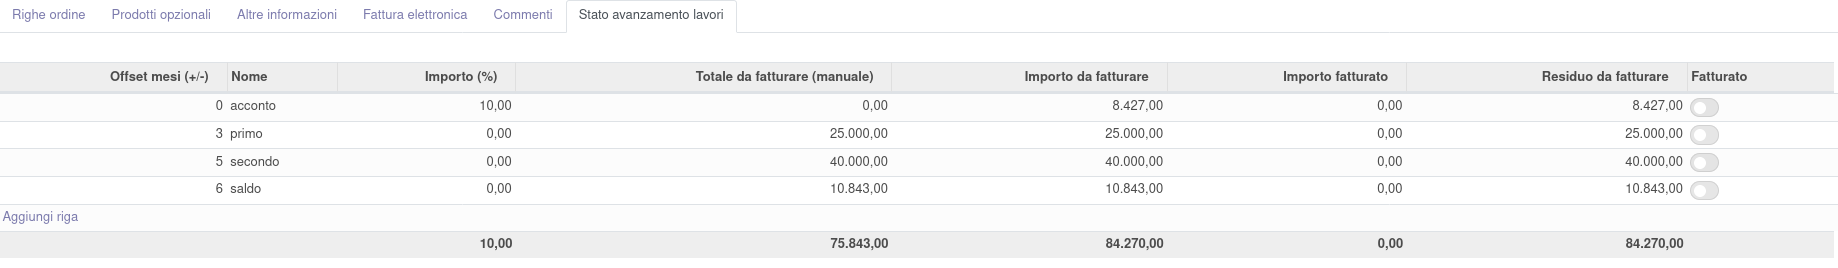 Righe ordine Prodotti opzionali Altre informazioni Fattura elettronica Commenti Stato avanzamento lavori
Offset mesi (+/-) Nome Importo (%) Totale da fatturare (manuale) Importo da fatturare Importo fatturato Residuo da fatturare Fatturato
0 acconto 10,00 0,00 8.427,00 0,00 8.427,00
3 primo 0,00 25.000,00 25.000,00 0,00 25.000,00
5 secondo 0,00 40.000,00 40.000,00 0,00 40.000,00
6 saldo 0,00 10.843,00 10.843,00 0,00 10.843,00
Aggiungi riga
10,00 75.843,00 84.270,00 0,00 84.270,00